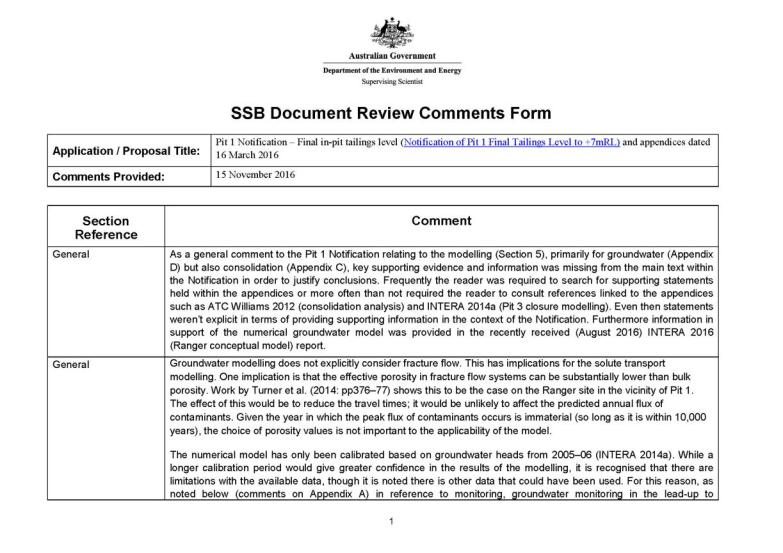 Australian Government
Department of the Environment and Energy
Supervising Scientist
SSB Document Review Comments Form
Application / Proposal Title:
Pit 1 Notification – Final in-pit tailings level (Notification of Pit 1 Final Tailings Level to +7mRL) and appendices dated
16 March 2016
Comments Provided:
15 November 2016
Section
Reference
Comment
General
As a general comment to the Pit 1 Notification relating to the modelling (Section 5), primarily for groundwater (Appendix
D) but also consolidation (Appendix C), key supporting evidence and information was missing from the main text within
the Notification in order to justify conclusions. Frequently the reader was required to search for supporting statements
held within the appendices or more often than not required the reader to consult references linked to the appendices
such as ATC Williams 2012 (consolidation analysis) and INTERA 2014a (Pit 3 closure modelling). Even then statements
weren't explicit in terms of providing supporting information in the context of the Notification. Furthermore information in
support of the numerical groundwater model was provided in the recently received (August 2016) INTERA 2016
(Ranger conceptual model) report.
General
Groundwater modelling does not explicitly consider fracture flow. This has implications for the solute transport
modelling. One implication is that the effective porosity in fracture flow systems can be substantially lower than bulk
porosity. Work by Turner et al. (2014: pp376–77) shows this to be the case on the Ranger site in the vicinity of Pit 1.
The effect of this would be to reduce the travel times; it would be unlikely to affect the predicted annual flux of
contaminants. Given the year in which the peak flux of contaminants occurs is immaterial (so long as it is within 10,000
years), the choice of porosity values is not important to the applicability of the model.
The numerical model has only been calibrated based on groundwater heads from 2005–06 (INTERA 2014a). While a
longer calibration period would give greater confidence in the results of the modelling, it is recognised that there are
limitations with the available data, though it is noted there is other data that could have been used. For this reason, as
noted below (comments on Appendix A) in reference to monitoring, groundwater monitoring in the lead-up to
1